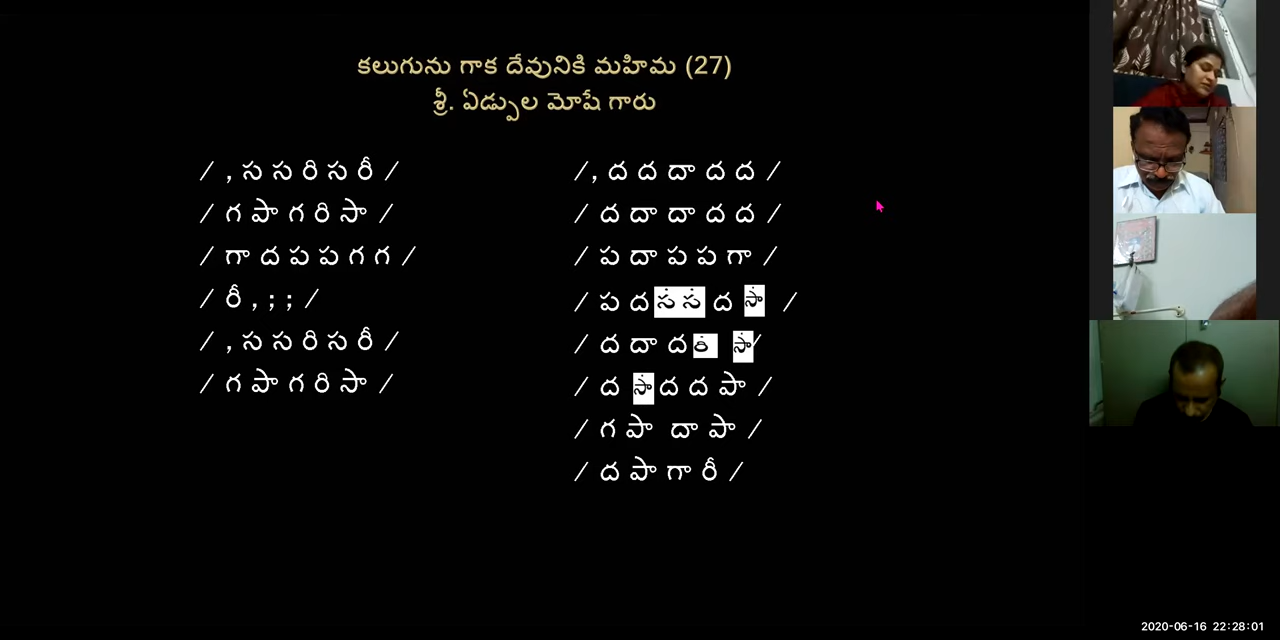 కలుగును గాక దేవునికి మహిమ (27)
శ్రీ. ఏడ్పుల మోషే గారు
/ , స స రి స రీ /
/ గ పా గ రి సా /
/ గా ద ప ప గ గ /
/ రీ , ; ; /
/ , స స రి స రీ /
/ గ పా గ రి సా /
/, ద ద దా ద ద /
/ ద దా దా ద ద /
/ ప దా ప ప గా /
/ ప ద స̇ స̇ ద సా̇ /
/ ద దా ద రి̇ సా̇ /
/ ద సా̇ ద ద పా /
/ గ పా దా పా /
/ ద పా గా రీ /
2020-06-16 22:28:01